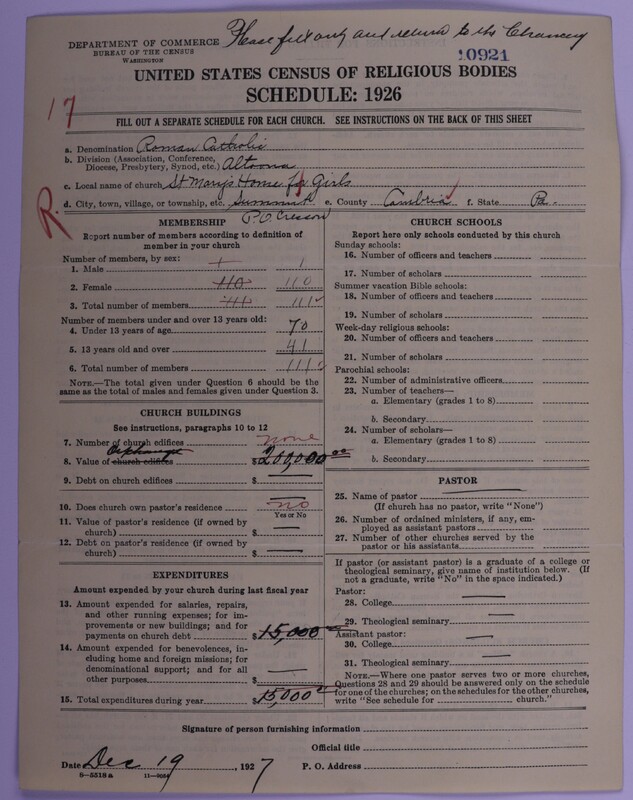 Please fill out and return to the Chancery
10921
DEPARTMENT OF COMMERCE
BUREAU OF THE CENSUS
WASHINGTON
UNITED STATES CENSUS OF RELIGIOUS BODIES
SCHEDULE: 1926
17
FILL OUT A SEPARATE SCHEDULE FOR EACH CHURCH. SEE INSTRUCTIONS ON THE BACK OF THIS SHEET
a. Denomination Roman Catholic
b. Division (Association, Conference,
Diocese, Presbytery, Synod, etc.) Altoona
c. Local name of church St Mary's Home for Girls
d. City, town, village, or township, etc. Summit e. County Cambria f. State Pa.
R.
P.O. Cresson
MEMBERSHIP
Report number of members according to definition of
member in your church
Number of members, by sex:
1. Male 1 1
2. Female 110 110
3. Total number of members 111 111
Number of members under and over 13 years old:
4. Under 13 years of age 70
5. 13 years old and over 41
6. Total number of members 111
NOTE.—The total given under Question 6 should be
same as the total of males and females given under Question 3.
CHURCH BUILDINGS
See instructions, paragraphs 10 to 12
7. Number of church edifices none
Orphanage
8. Value of church edifices $200,000.00
9. Debt on church edifices $
10. Does church own pastor's residence no
Yes or No
11. Value of pastor's residence (if owned by
church) $
12. Debt on pastor's residence (if owned by
church) $
EXPENDITURES
Amount expended by your church during last fiscal year
13. Amount expended for salaries, repairs,
and other running expenses; for im-
provements or new buildings; and for
payments on church debt $15,000
14. Amount expended for benevolences, in-
cluding home and foreign missions; for
denominational support; and for all
other purposes $
15. Total expenditures during year $15,000
CHURCH SCHOOLS
Report here only schools conducted by this church
Sunday schools:
16. Number of officers and teachers
17. Number of scholars
Summer vacation Bible schools:
18. Number of officers and teachers
19. Number of scholars
Week-day religious schools:
20. Number of officers and teachers
21. Number of scholars
Parochial schools:
22. Number of administrative officers
23. Number of teachers—
a. Elementary (grades 1 to 8)
b. Secondary
24. Number of scholars—
a. Elementary (grades 1 to 8)
b. Secondary
PASTOR
25. Name of pastor
(If church has no pastor, write "None")
26. Number of ordained ministers, if any, em-
ployed as assistant pastors
27. Number of other churches served by the
pastor or his assistants
If pastor (or assistant pastor) is a graduate of a college or
theological seminary, give name of institution below. (If
not a graduate, write "No" in the space indicated.)
Pastor:
28. College
29. Theological seminary
Assistant pastor:
30. College
31. Theological seminary
NOTE.—Where one pastor serves two or more churches,
Questions 28 and 29 should be answered only on the schedule
for one of the churches; on the schedules for the other churches,
write "See schedule for church."
Signature of person furnishing information
Official title
Date Dec 19, 1927 P. O. Address
8-5518a